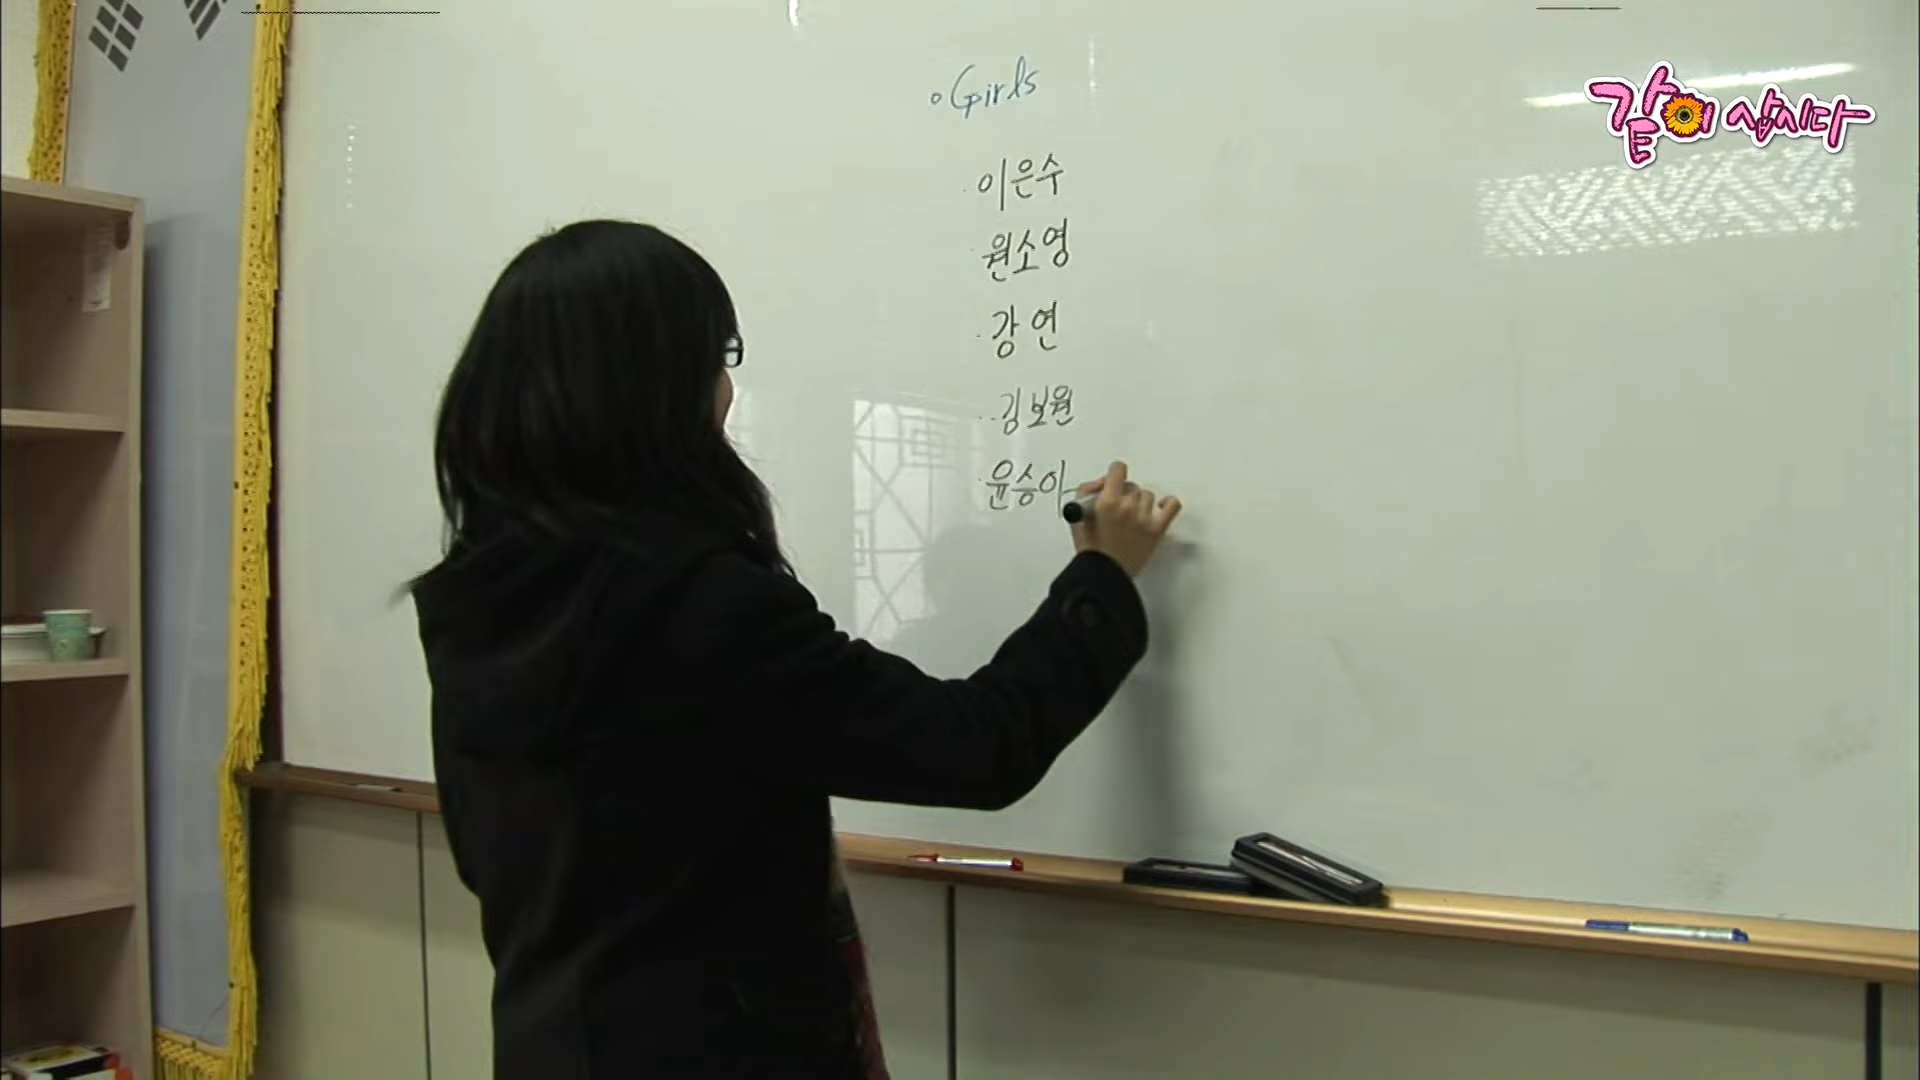 같이 삽시다
○Girls
·이은수
·원소영
·강연
·김보원
·윤승아